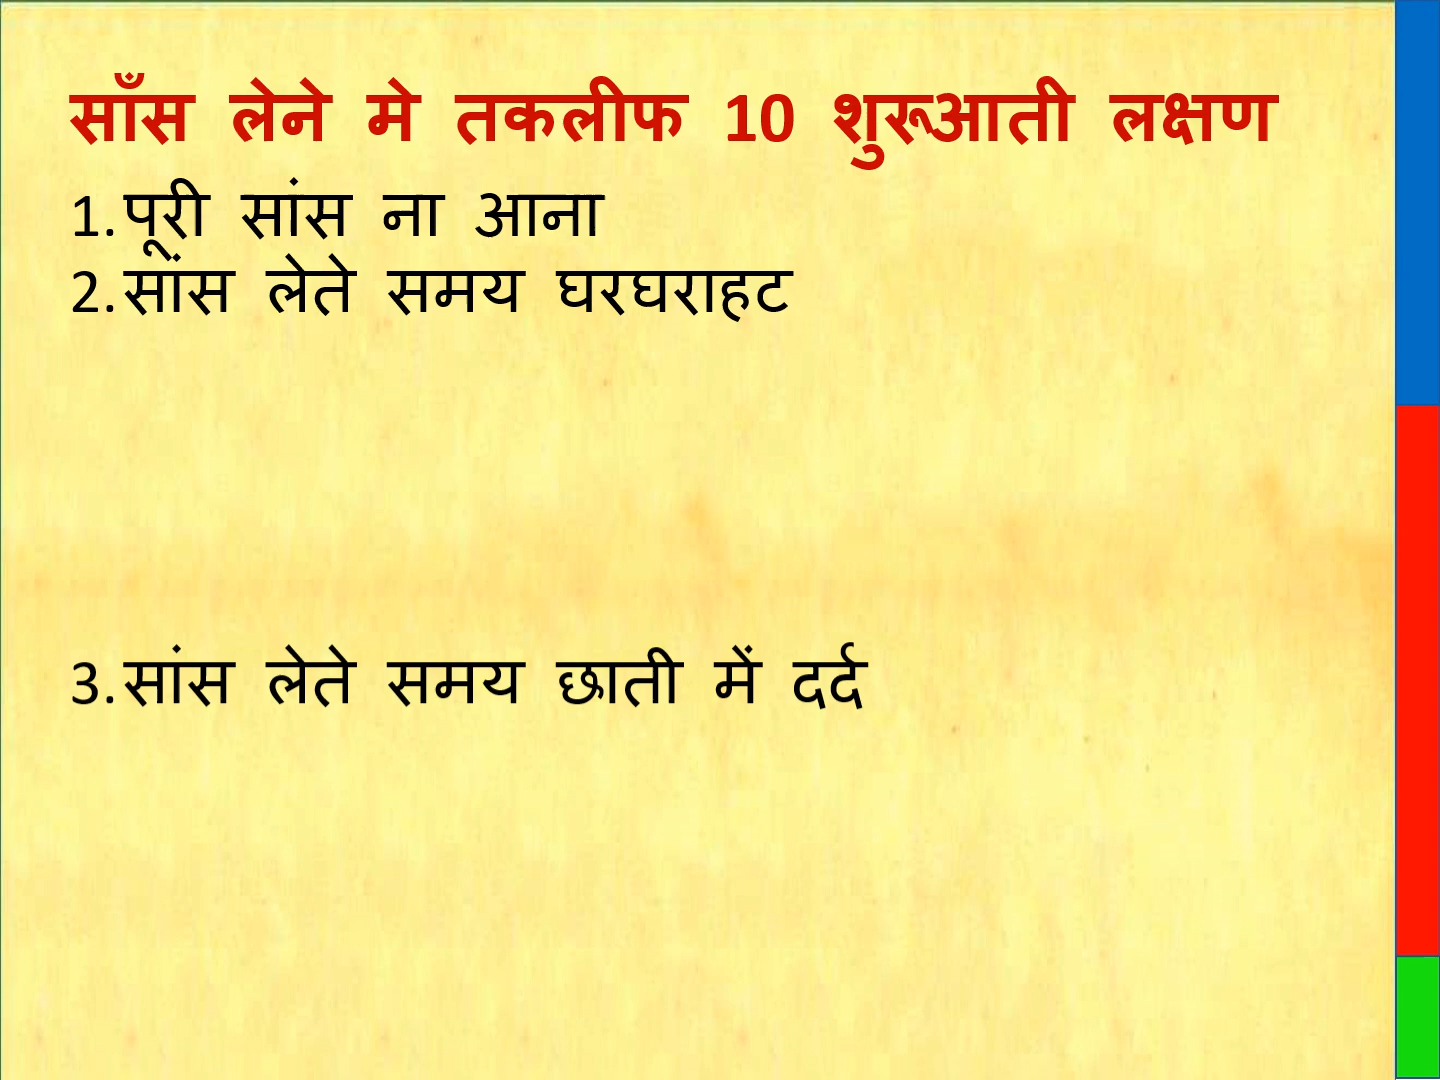 साँस लेने मे तकलीफ 10 शुरूआती लक्षण
1. पूरी सांस ना आना
2. सांस लेते समय घरघराहट
3. सांस लेते समय छाती में दर्द